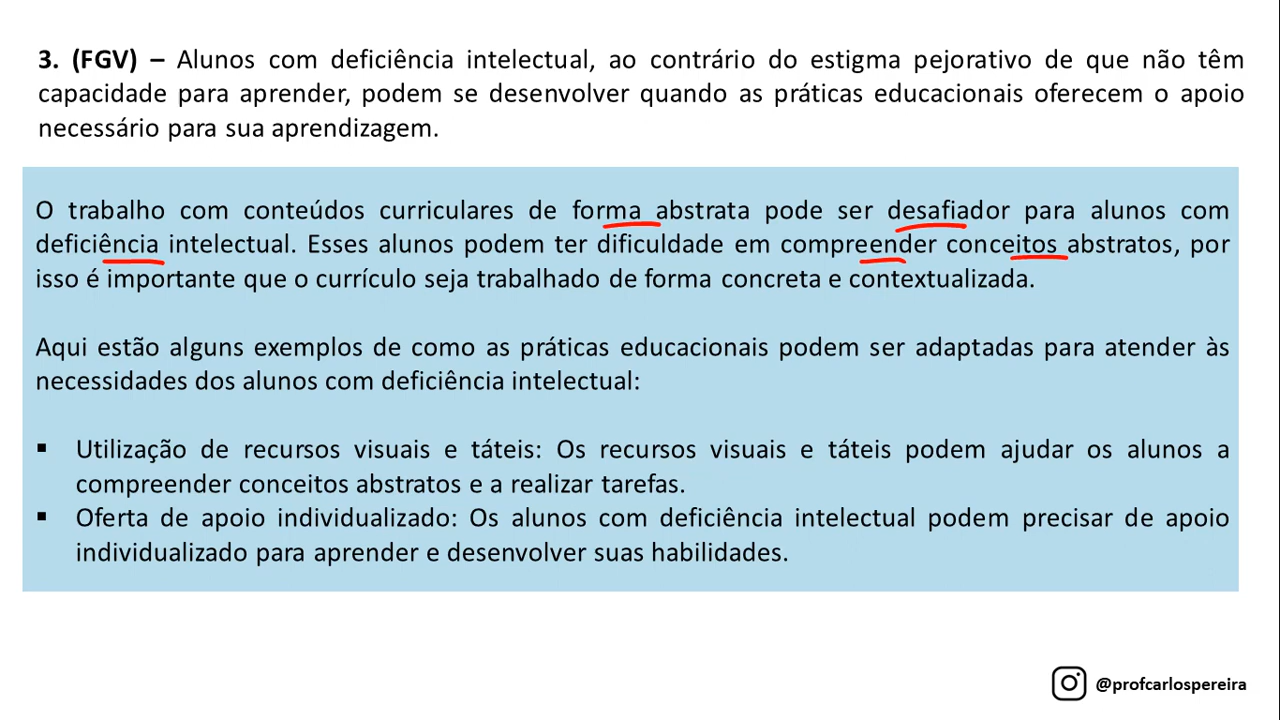 3. (FGV) – Alunos com deficiência intelectual, ao contrário do estigma pejorativo de que não têm
capacidade para aprender, podem se desenvolver quando as práticas educacionais oferecem o apoio
necessário para sua aprendizagem.
O trabalho com conteúdos curriculares de forma abstrata pode ser desafiador para alunos com
deficiência intelectual. Esses alunos podem ter dificuldade em compreender conceitos abstratos, por
isso é importante que o currículo seja trabalhado de forma concreta e contextualizada.
Aqui estão alguns exemplos de como as práticas educacionais podem ser adaptadas para atender às
necessidades dos alunos com deficiência intelectual:
▪ Utilização de recursos visuais e táteis: Os recursos visuais e táteis podem ajudar os alunos a
compreender conceitos abstratos e a realizar tarefas.
▪ Oferta de apoio individualizado: Os alunos com deficiência intelectual podem precisar de apoio
individualizado para aprender e desenvolver suas habilidades.
@profcarlospereira